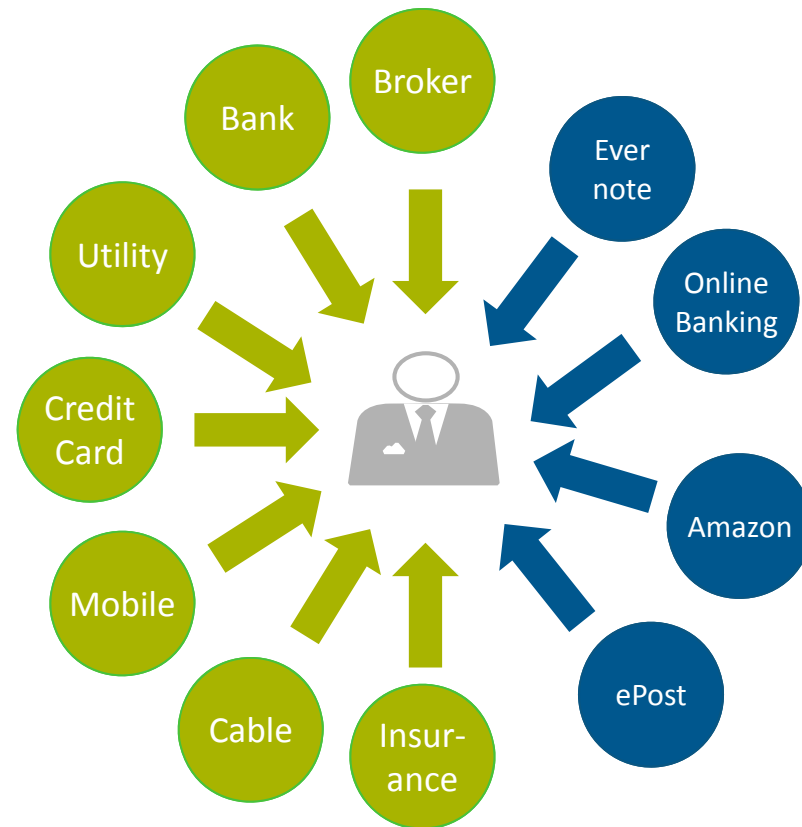 Broker
Bank
Ever
note
Utility
Online
Banking
Credit
Card
Amazon
Mobile
ePost
Cable
Insur-
ance